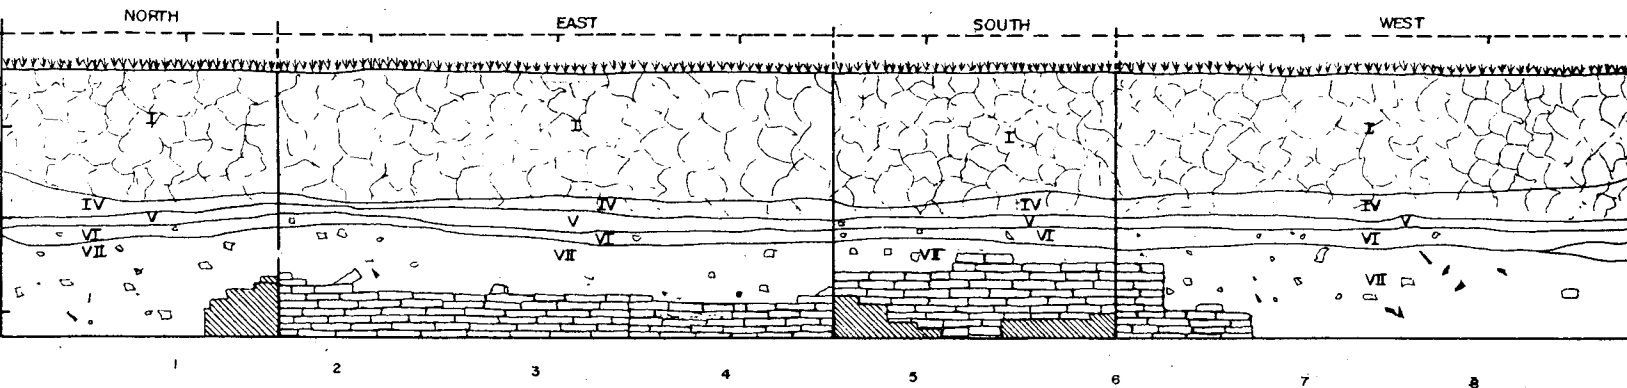 NORTH EAST SOUTH WEST
I I I I
IV IV IV IV
V V V V
VI VI VI VI
VII VII VII VII
1 2 3 4 5 6 7 8